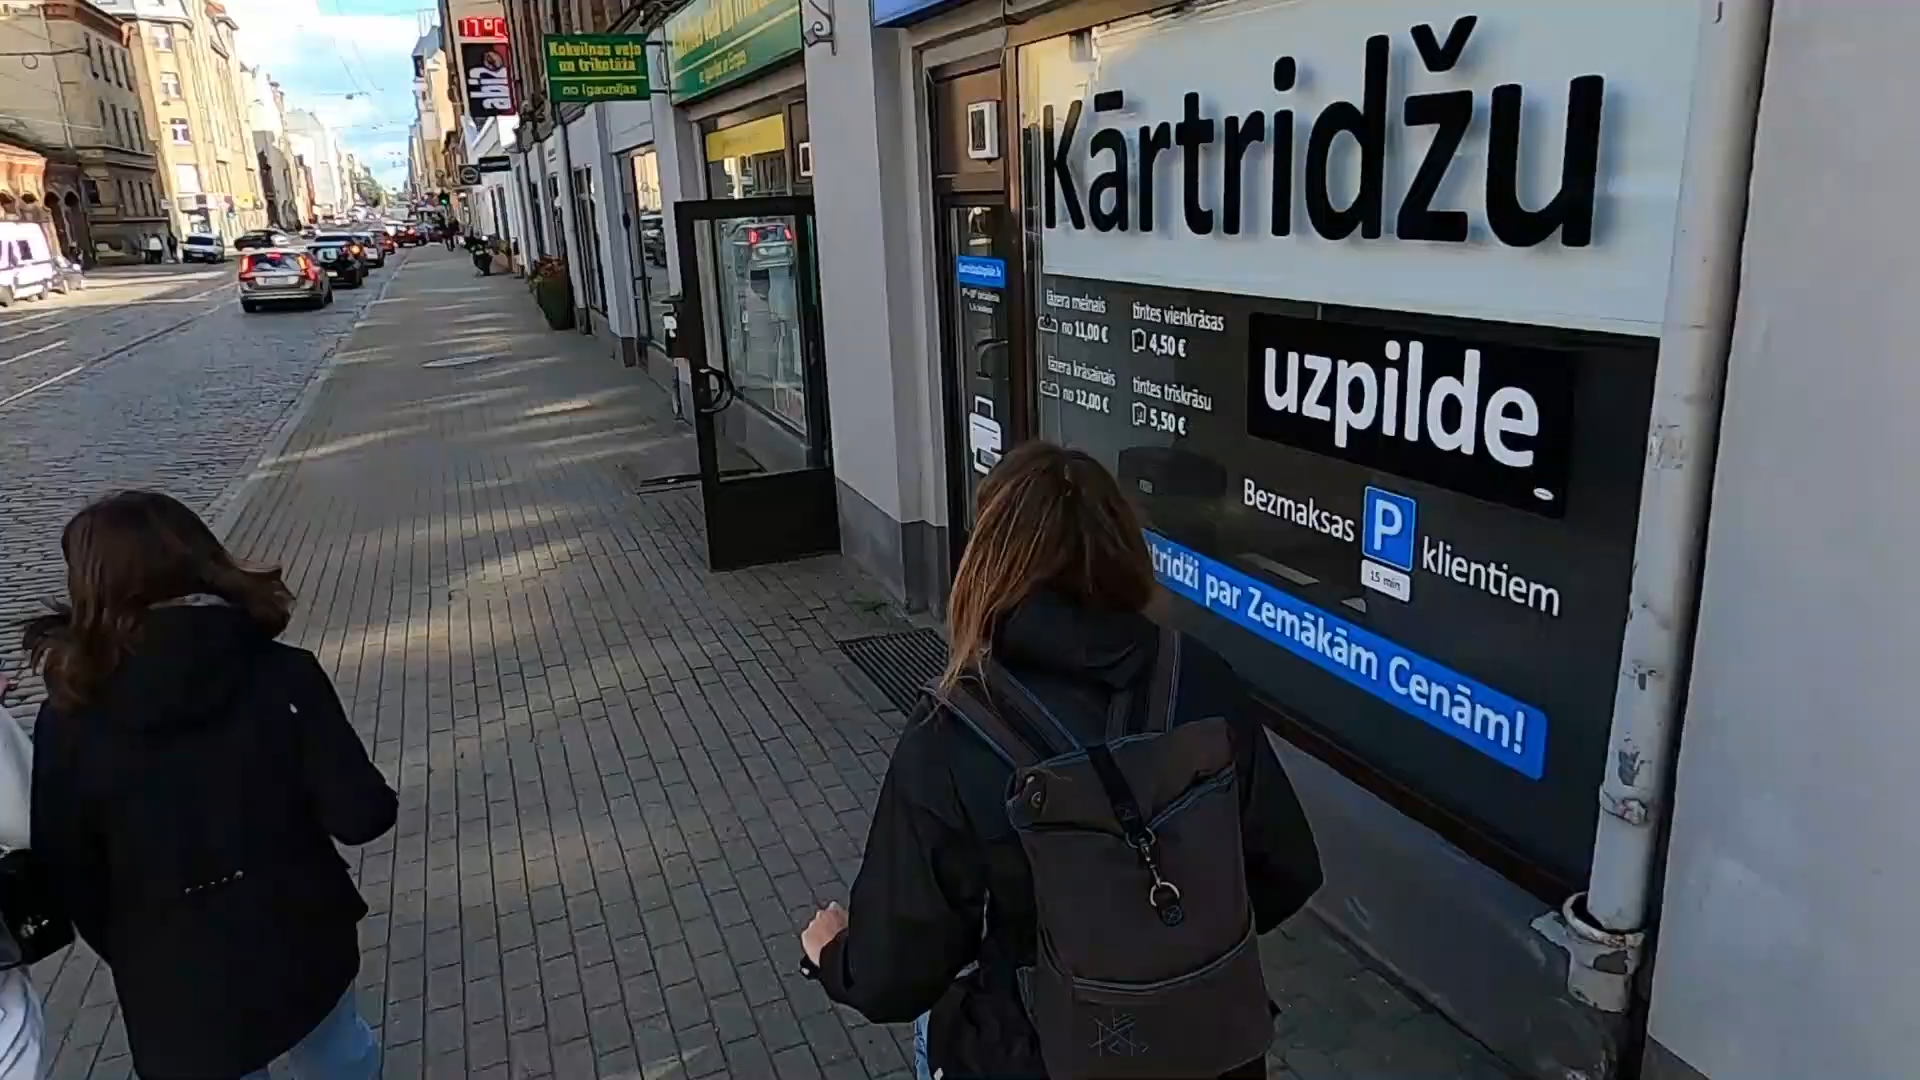 17°C
abi2
Kokvilnas veļa
un trikotāža
no Igaunijas
Kārtridžu
uzpilde
lāzera melnais
no 11,00 €
tintes vienkrāsas
4,50 €
lāzera krāsainais
no 12,00 €
tintes trīskrāsu
5,50 €
Bezmaksas P klientiem
15 min
tridži par Zemākām Cenām!